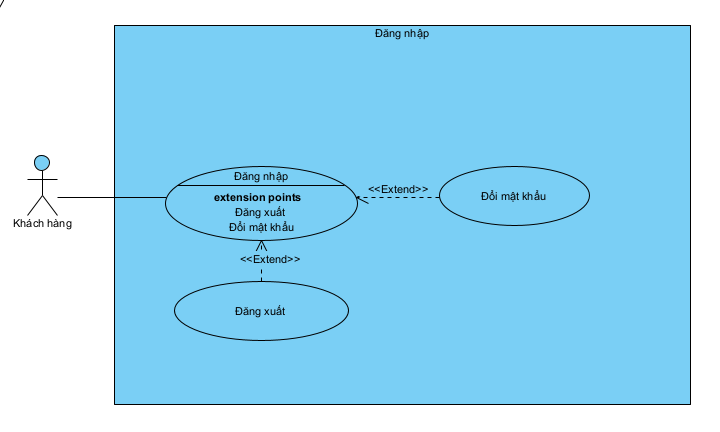 Đăng nhập
Đăng nhập
extension points
Đăng xuất
Đổi mật khẩu
<<Extend>>
Đổi mật khẩu
Khách hàng
<<Extend>>
Đăng xuất